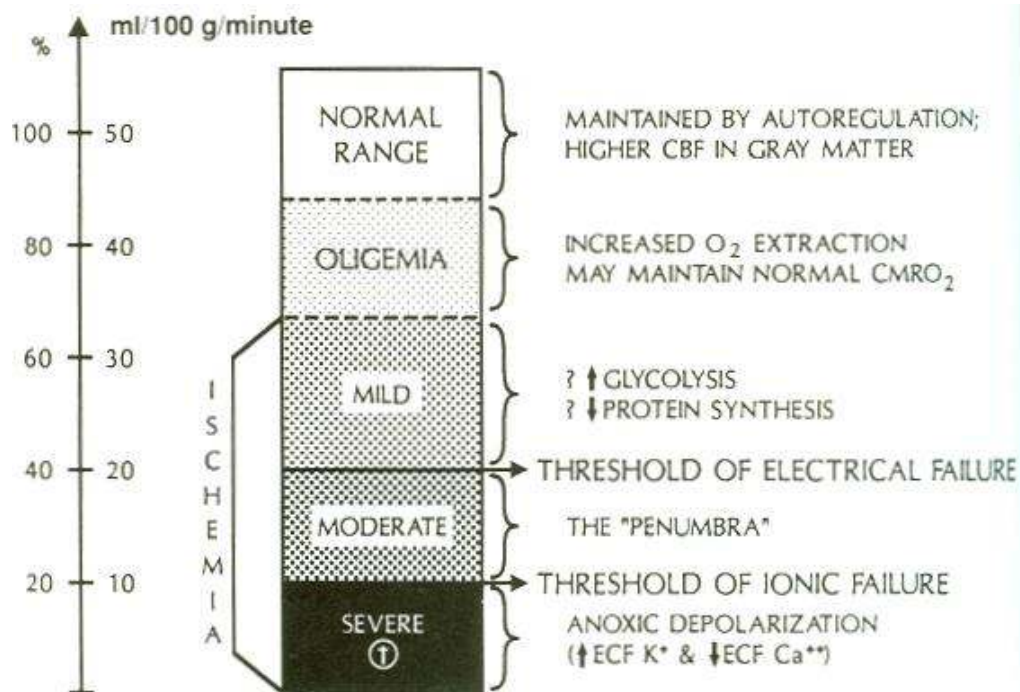 % ml/100 g/minute
100 50
NORMAL
RANGE
MAINTAINED BY AUTOREGULATION;
HIGHER CBF IN GRAY MATTER
80 40
OLIGEMIA
INCREASED O₂ EXTRACTION
MAY MAINTAIN NORMAL CMRO₂
60 30
ISCHEMIA
MILD
? ↑ GLYCOLYSIS
? ↓ PROTEIN SYNTHESIS
40 20
THRESHOLD OF ELECTRICAL FAILURE
MODERATE
THE "PENUMBRA"
20 10
THRESHOLD OF IONIC FAILURE
SEVERE
↑
ANOXIC DEPOLARIZATION
(↑ECF K⁺ & ↓ECF Ca⁺⁺)